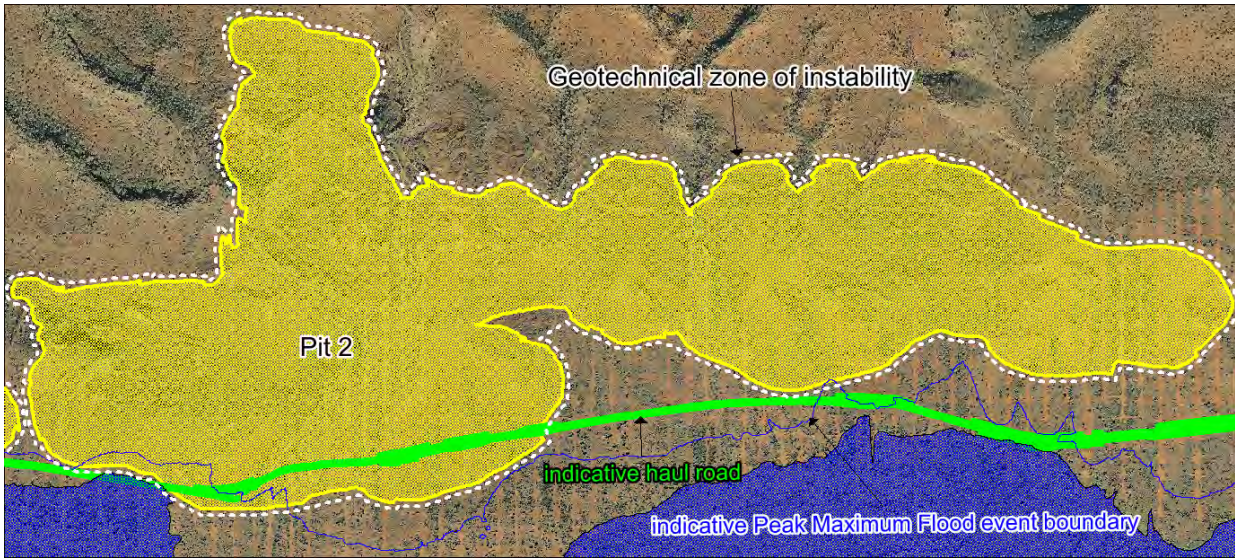 Geotechnical zone of instability
Pit 2
indicative haul road
indicative Peak Maximum Flood event boundary